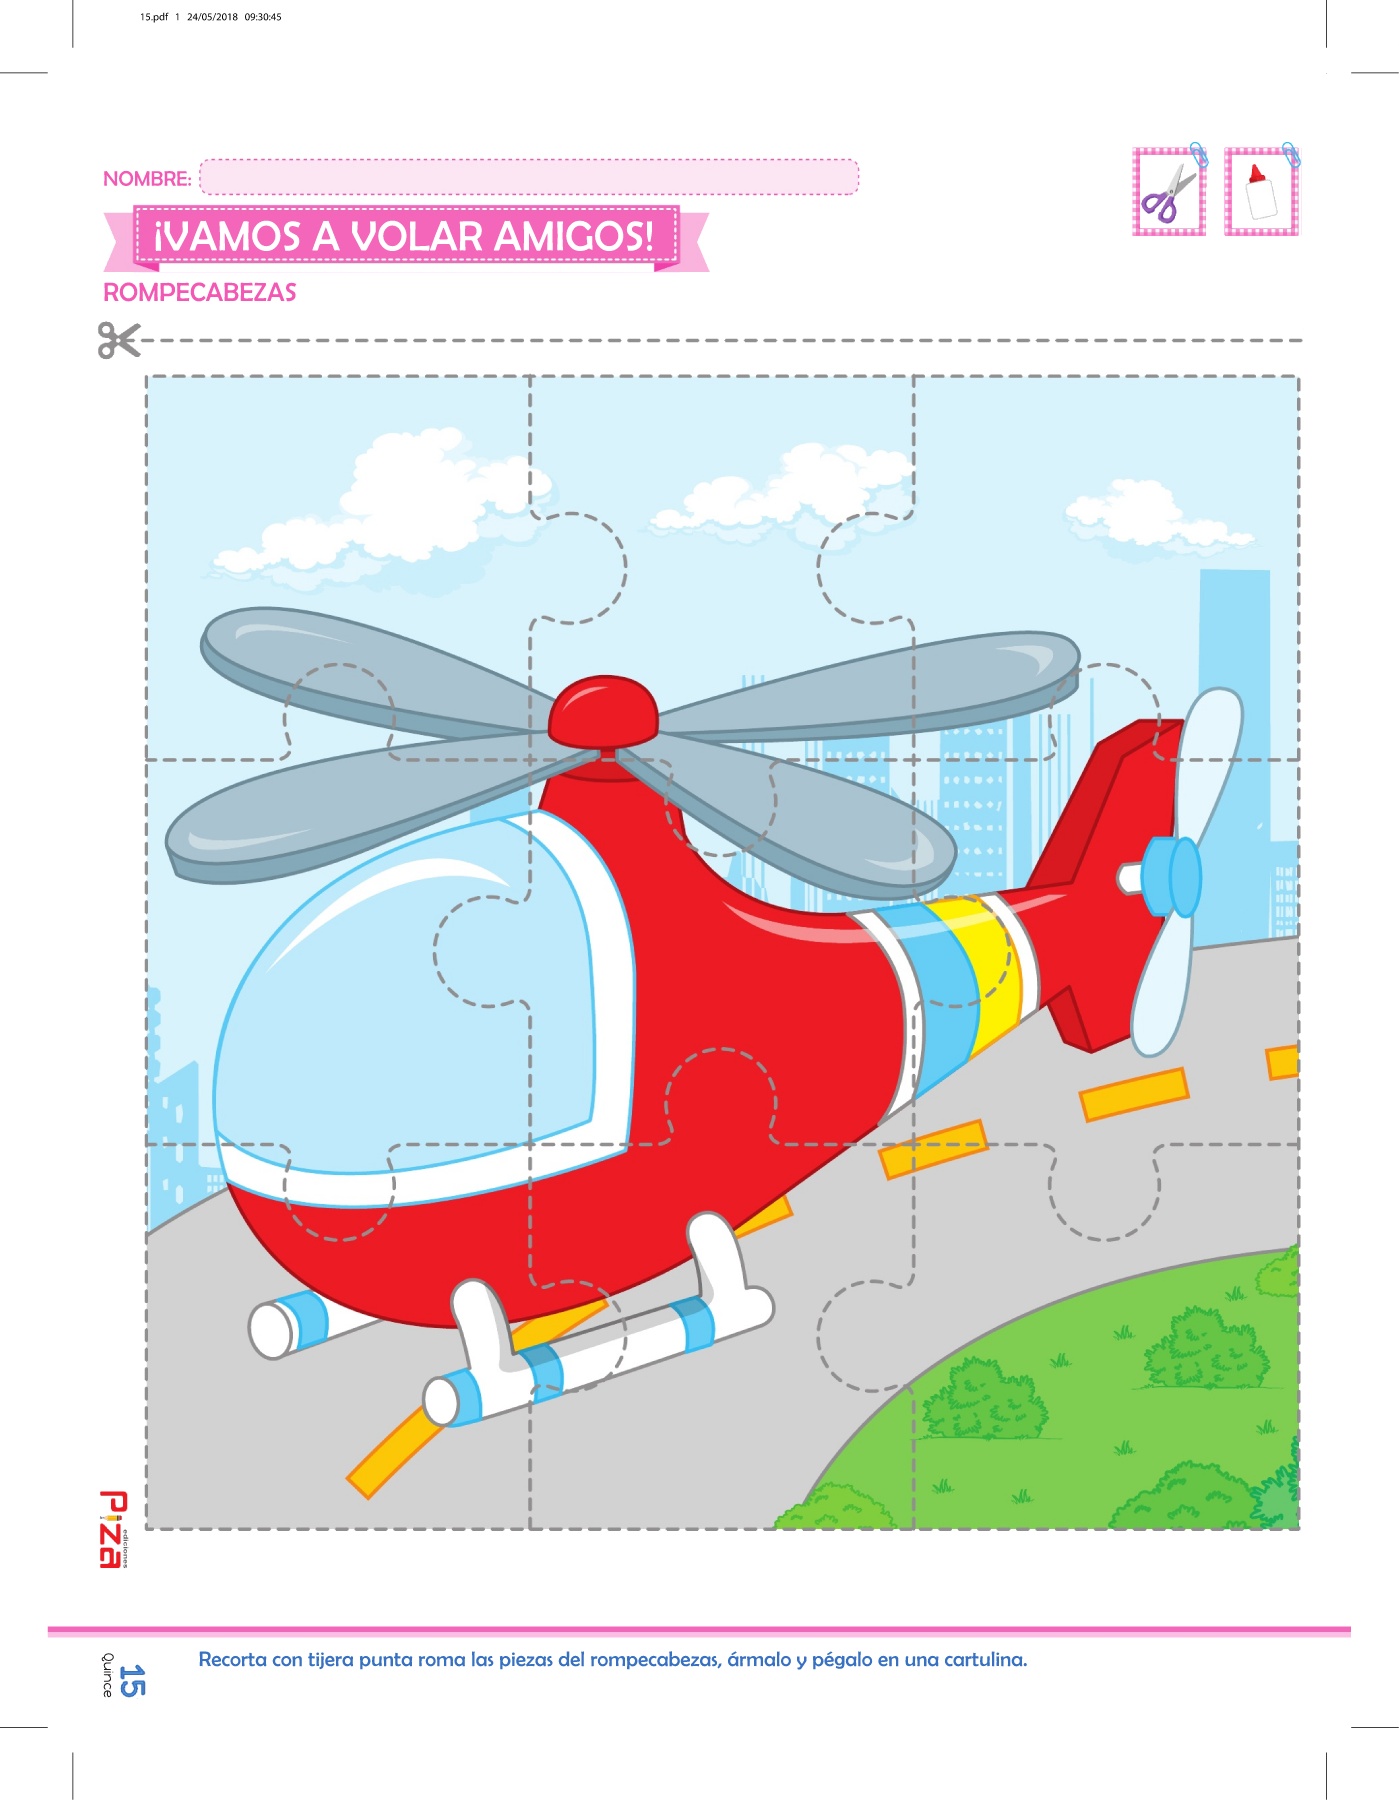 15.pdf 1 24/05/2018 09:30:45
NOMBRE:
¡VAMOS A VOLAR AMIGOS!
ROMPECABEZAS
Piza
ediciones
15
Quince
Recorta con tijera punta roma las piezas del rompecabezas, ármalo y pégalo en una cartulina.